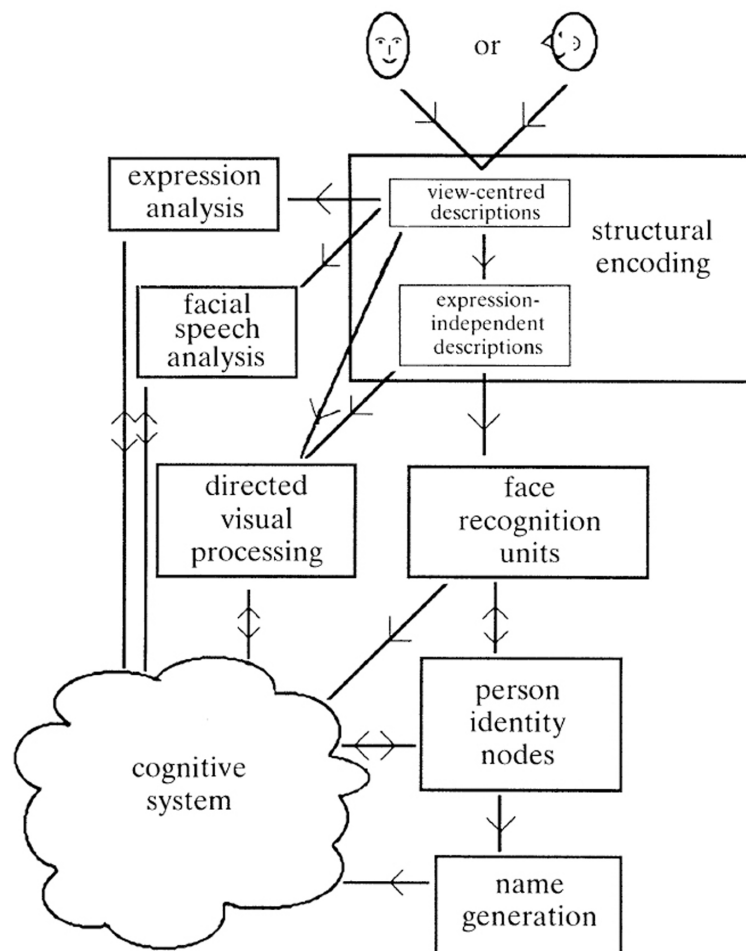 or
expression
analysis
view-centred
descriptions
structural
encoding
facial
speech
analysis
expression-
independent
descriptions
directed
visual
processing
face
recognition
units
person
identity
nodes
cognitive
system
name
generation